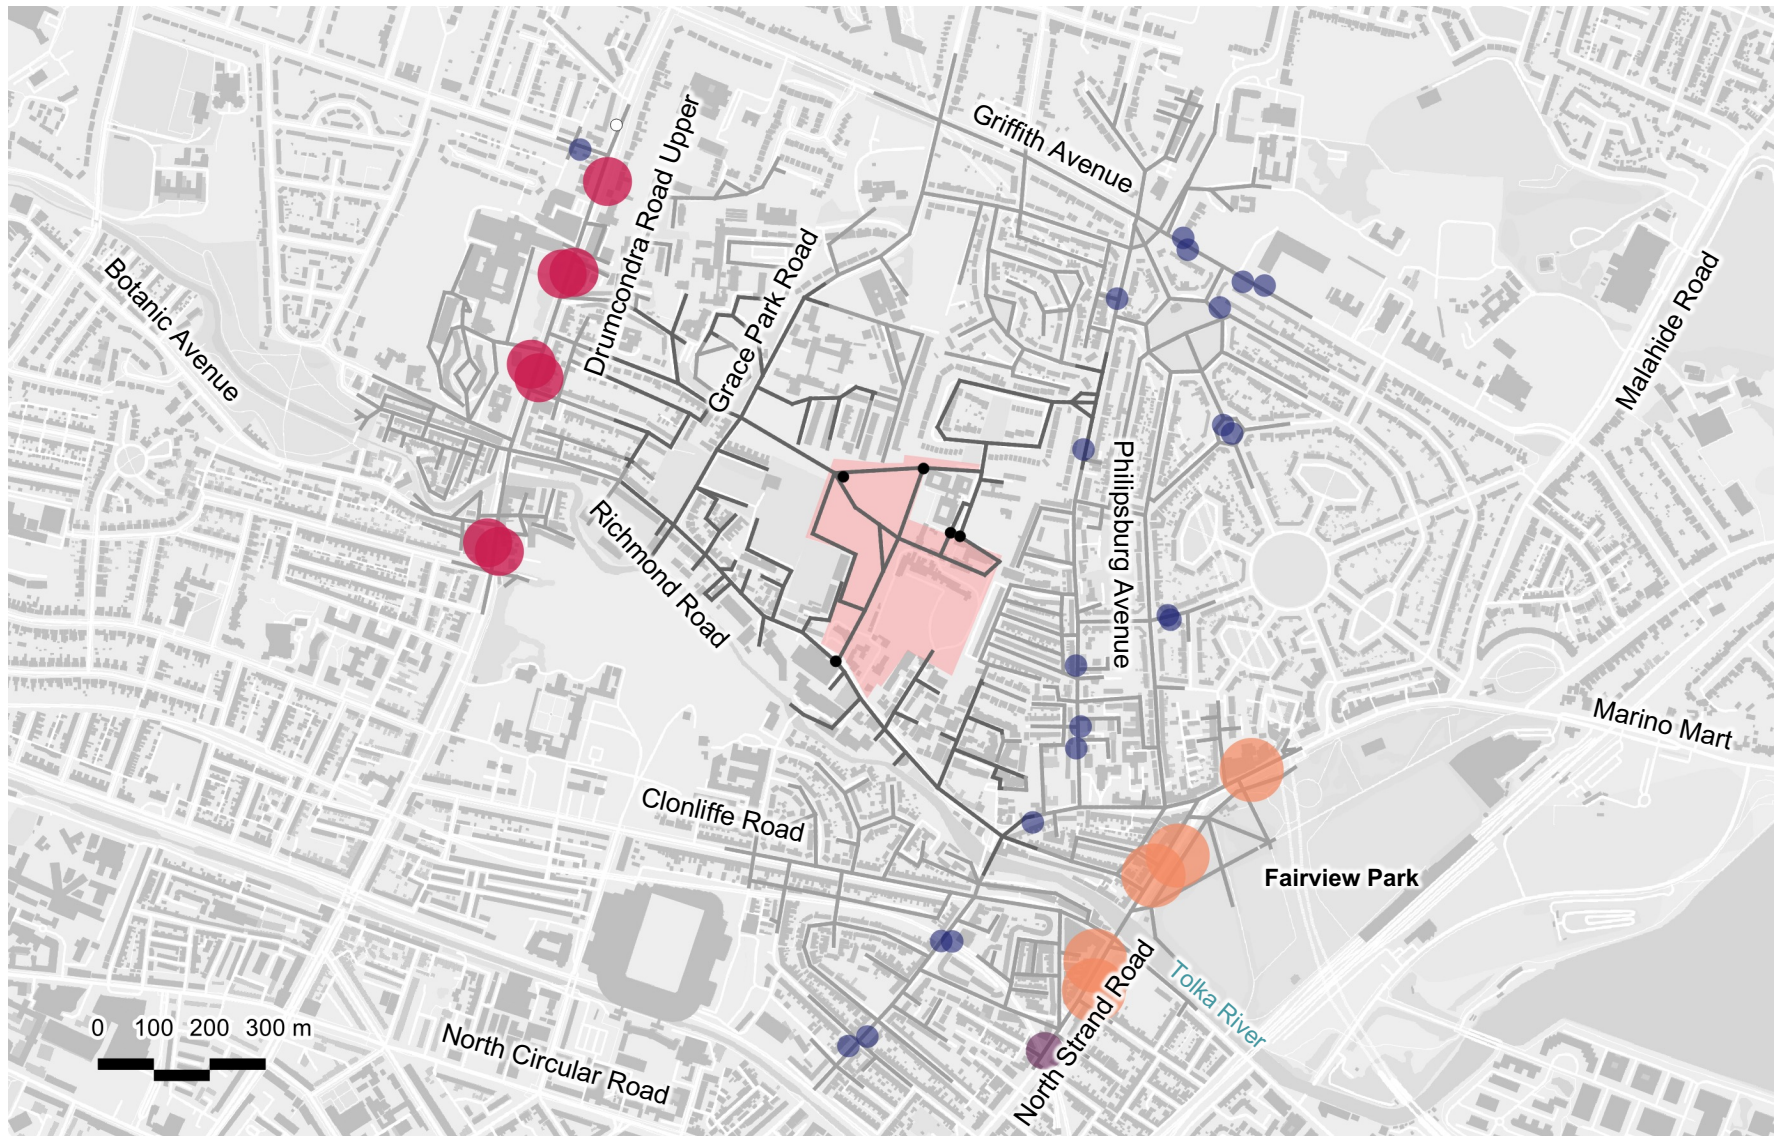 Griffith Avenue
Drumcondra Road Upper
Grace Park Road
Botanic Avenue
Malahide Road
Philipsburg Avenue
Richmond Road
Marino Mart
Clonliffe Road
Fairview Park
Tolka River
North Strand Road
0 100 200 300 m
North Circular Road